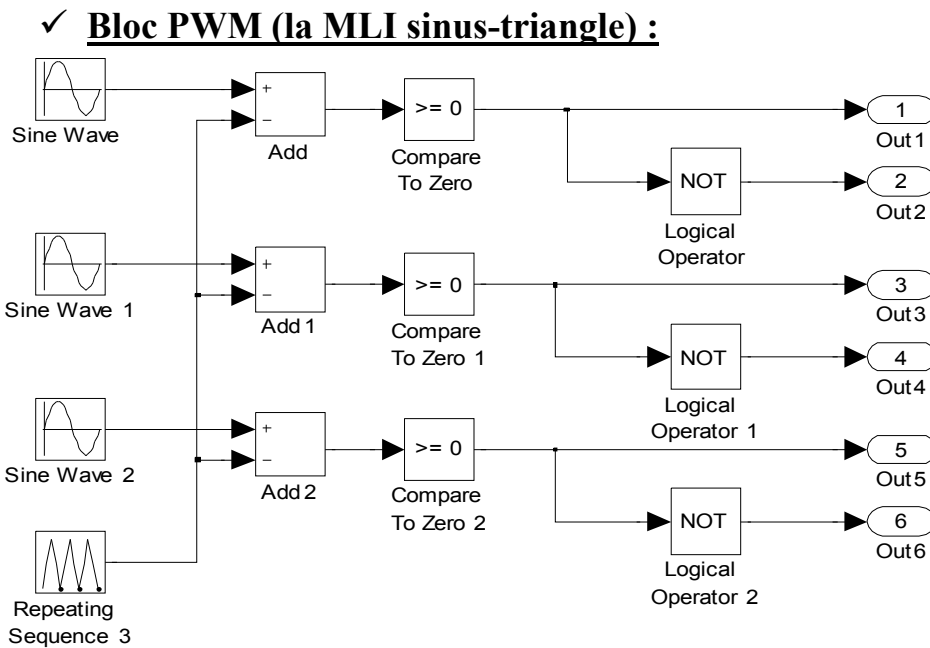 ✓ Bloc PWM (la MLI sinus-triangle) :
Sine Wave
+
−
Add
>= 0
Compare
To Zero
NOT
Logical
Operator
1
Out1
2
Out2
Sine Wave 1
+
−
Add 1
>= 0
Compare
To Zero 1
NOT
Logical
Operator 1
3
Out3
4
Out4
Sine Wave 2
+
−
Add 2
>= 0
Compare
To Zero 2
NOT
Logical
Operator 2
5
Out5
6
Out6
Repeating
Sequence 3